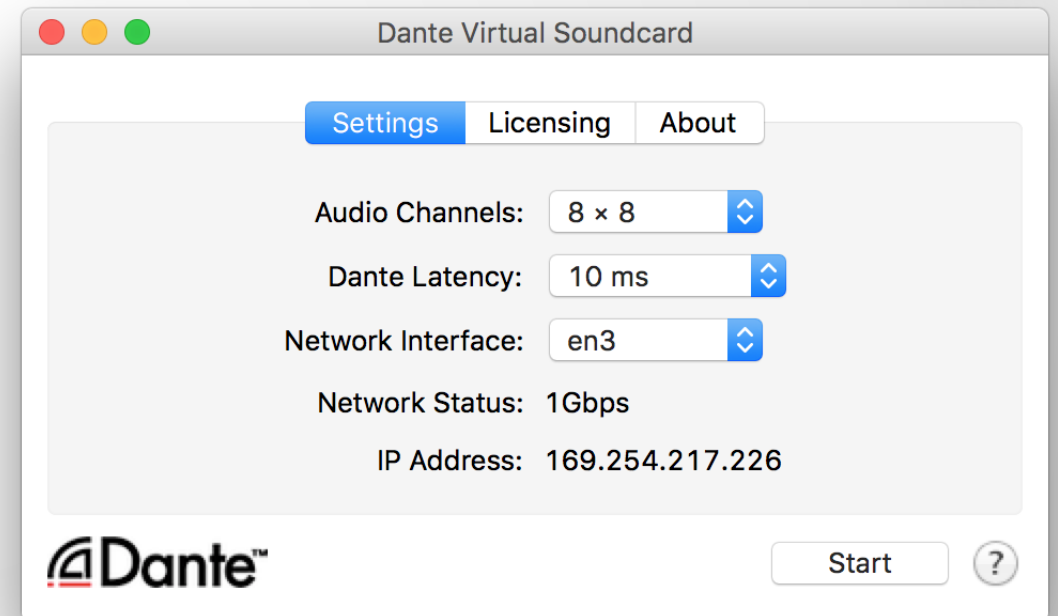 Dante Virtual Soundcard
Settings Licensing About
Audio Channels: 8 × 8
Dante Latency: 10 ms
Network Interface: en3
Network Status: 1Gbps
IP Address: 169.254.217.226
Dante™ Start ?